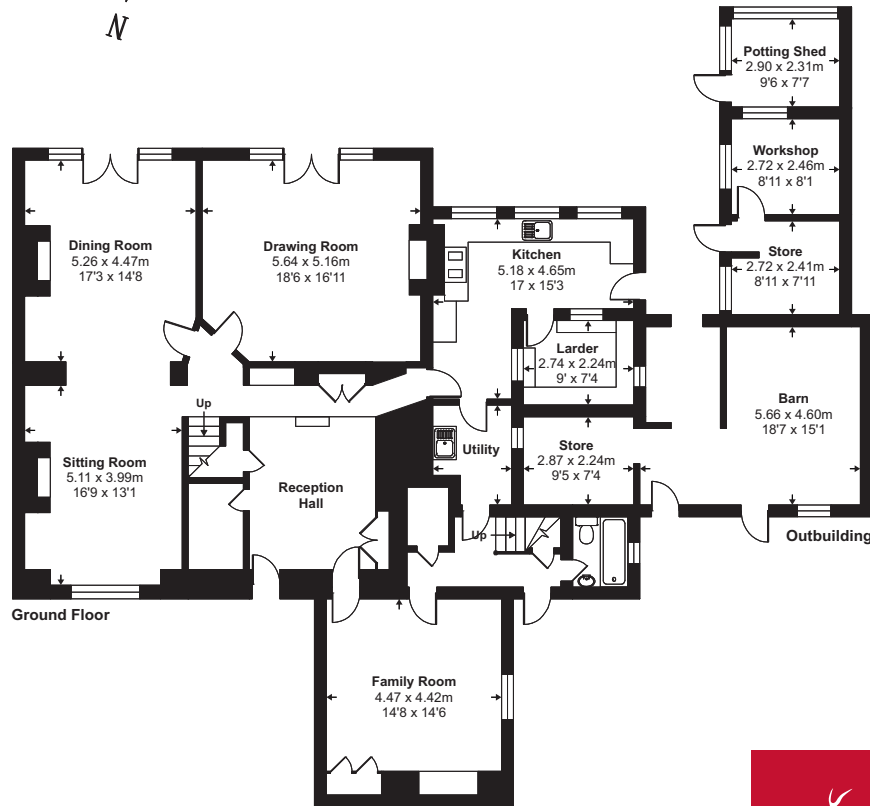 N
Potting Shed
2.90 x 2.31m
9'6 x 7'7
Workshop
2.72 x 2.46m
8'11 x 8'1
Store
2.72 x 2.41m
8'11 x 7'11
Dining Room
5.26 x 4.47m
17'3 x 14'8
Drawing Room
5.64 x 5.16m
18'6 x 16'11
Kitchen
5.18 x 4.65m
17 x 15'3
Larder
2.74 x 2.24m
9' x 7'4
Barn
5.66 x 4.60m
18'7 x 15'1
Up
Sitting Room
5.11 x 3.99m
16'9 x 13'1
Reception
Hall
Utility
Store
2.87 x 2.24m
9'5 x 7'4
Up
Outbuilding
Ground Floor
Family Room
4.47 x 4.42m
14'8 x 14'6